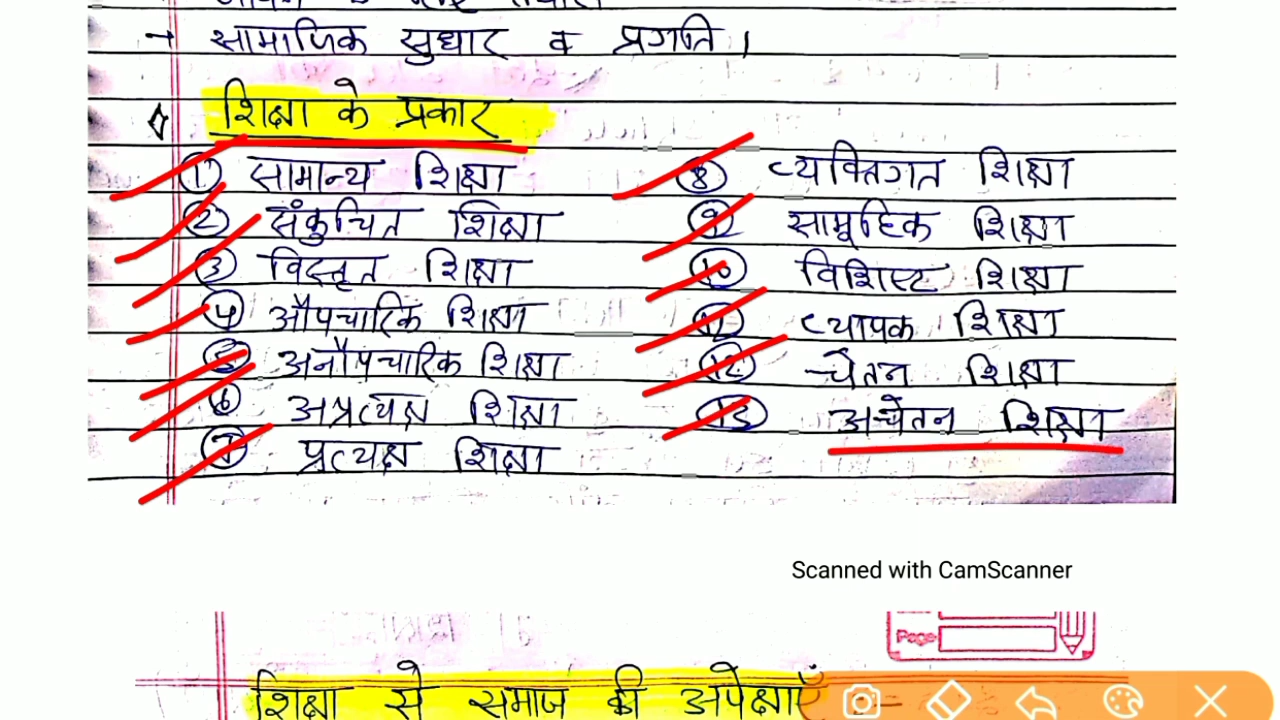 → सामाजिक सुधार व प्रगति ।
शिक्षा के प्रकार
① सामान्य शिक्षा
② संकुचित शिक्षा
③ विस्तृत शिक्षा
④ औपचारिक शिक्षा
⑤ अनौपचारिक शिक्षा
⑥ अप्रत्यक्ष शिक्षा
⑦ प्रत्यक्ष शिक्षा
⑧ व्यक्तिगत शिक्षा
⑨ सामूहिक शिक्षा
⑩ विशिस्ट शिक्षा
⑪ व्यापक शिक्षा
⑫ चेतन शिक्षा
⑬ अचेतन शिक्षा
Scanned with CamScanner
Page
शिक्षा से समाज की अपेक्षाएँ